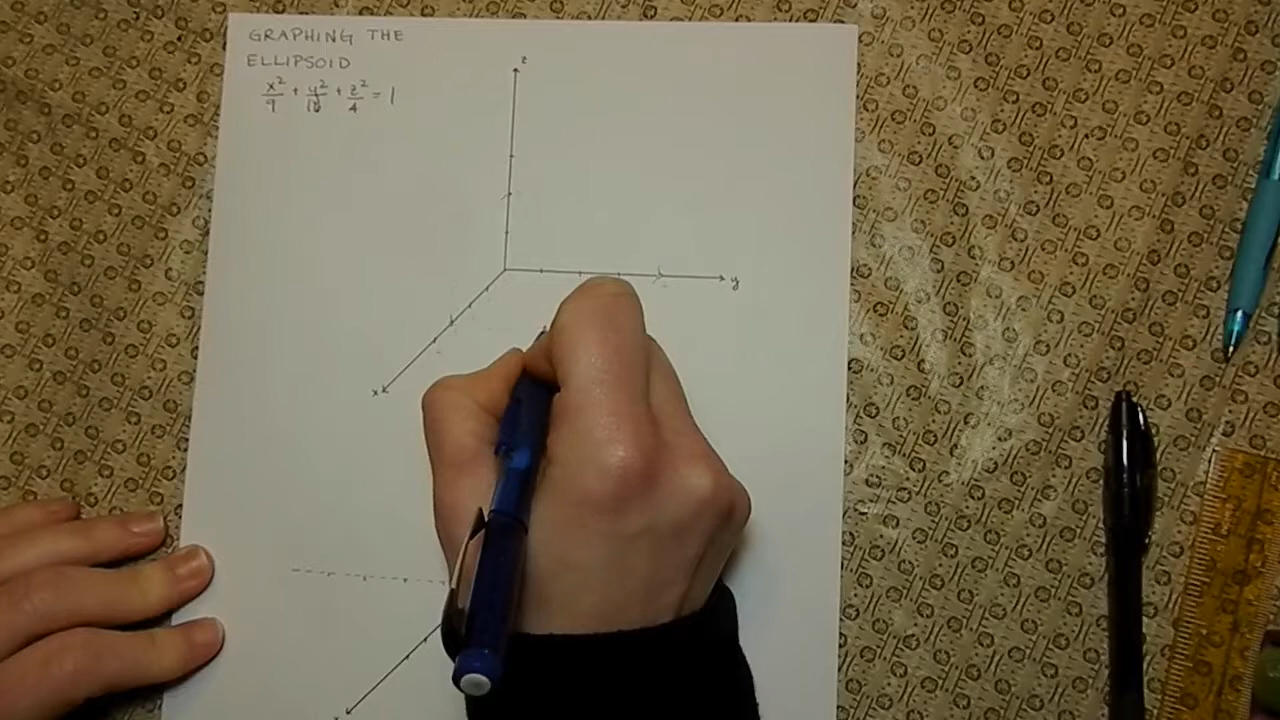 GRAPHING THE
ELLIPSOID
x²/9 + y²/16 + z²/4 = 1
z
y
x